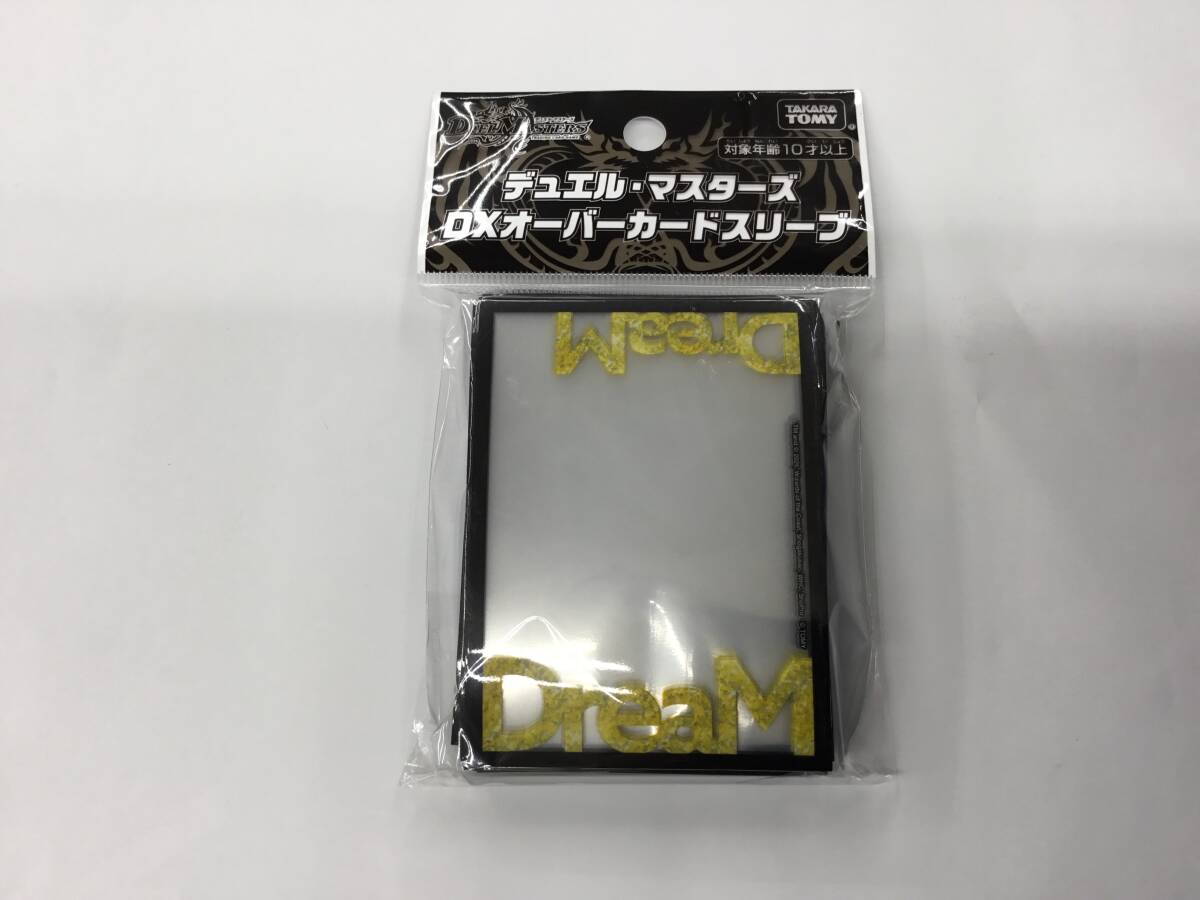 DUEL MASTERS
TAKARA
TOMY
対象年齢10才以上
デュエル・マスターズ
DXオーバーカードスリーブ
DreaM
DreaM